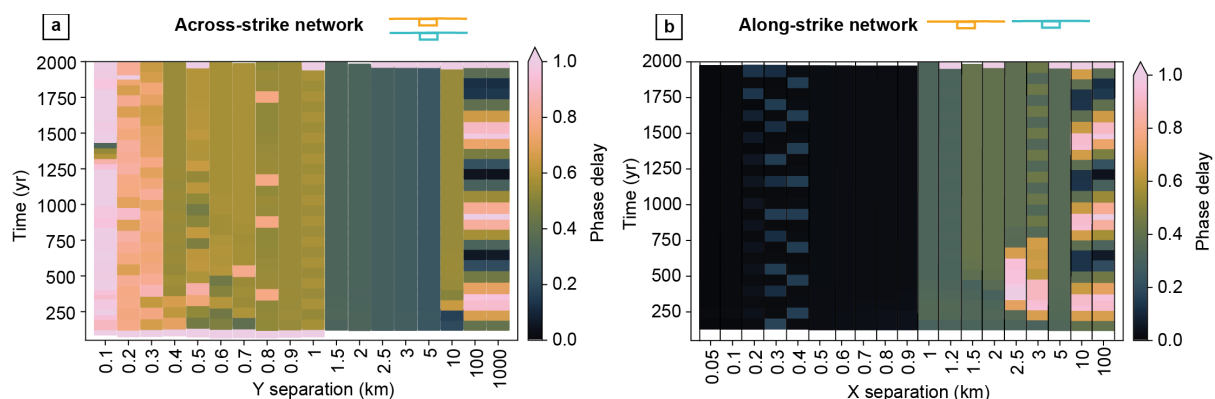 a Across-strike network
2000
1750
1500
1250
1000
750
500
250
Time (yr)
0.1 0.2 0.3 0.4 0.5 0.6 0.7 0.8 0.9 1 1.5 2 2.5 3 5 10 100 1000
Y separation (km)
1.0
0.8
0.6
0.4
0.2
0.0
Phase delay
b Along-strike network
2000
1750
1500
1250
1000
750
500
250
Time (yr)
0.05 0.1 0.2 0.3 0.4 0.5 0.6 0.7 0.8 0.9 1 1.2 1.5 2 2.5 3 5 10 100
X separation (km)
1.0
0.8
0.6
0.4
0.2
0.0
Phase delay